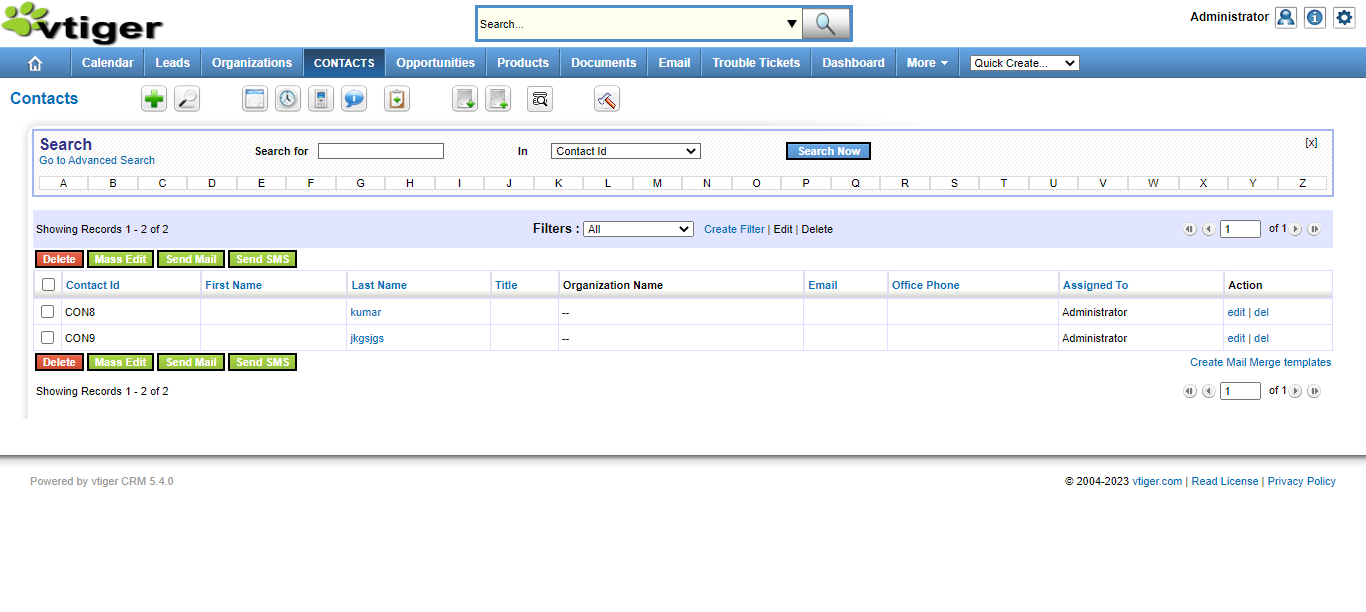 vtiger
Search...
Administrator
Calendar Leads Organizations CONTACTS Opportunities Products Documents Email Trouble Tickets Dashboard More Quick Create...
Contacts
Search
Go to Advanced Search
Search for In Contact Id Search Now [x]
A B C D E F G H I J K L M N O P Q R S T U V W X Y Z
Showing Records 1 - 2 of 2 Filters : All Create Filter | Edit | Delete 1 of 1
Delete Mass Edit Send Mail Send SMS
Contact Id First Name Last Name Title Organization Name Email Office Phone Assigned To Action
CON8 kumar -- Administrator edit | del
CON9 jkgsjgs -- Administrator edit | del
Delete Mass Edit Send Mail Send SMS Create Mail Merge templates
Showing Records 1 - 2 of 2 1 of 1
Powered by vtiger CRM 5.4.0 © 2004-2023 vtiger.com | Read License | Privacy Policy